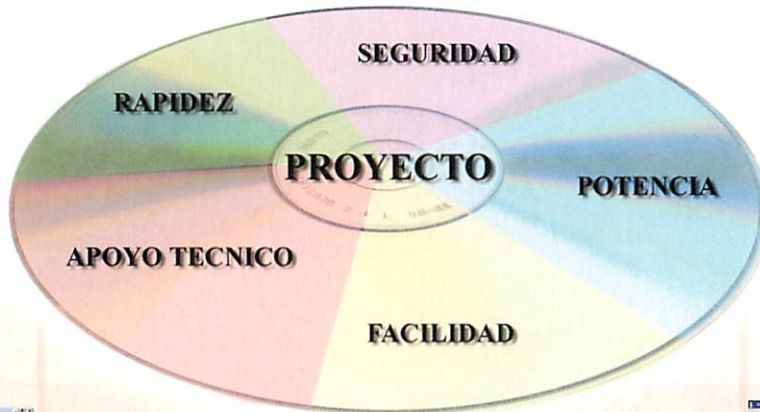 SEGURIDAD
RAPIDEZ
PROYECTO
POTENCIA
APOYO TECNICO
FACILIDAD